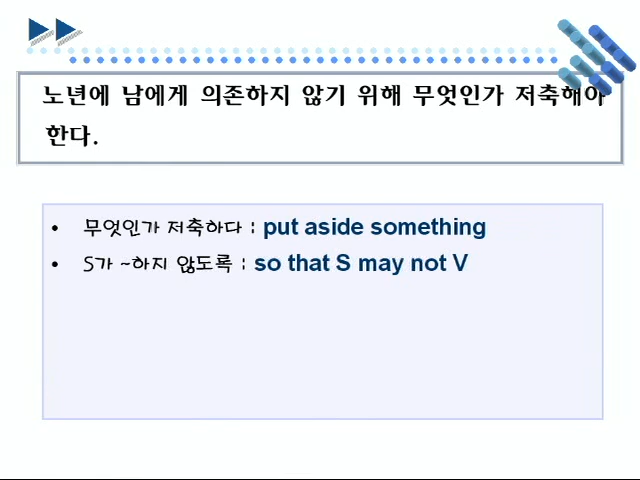 노년에 남에게 의존하지 않기 위해 무엇인가 저축해야
한다.
• 무엇인가 저축하다 : put aside something
• S가 ~하지 않도록 : so that S may not V